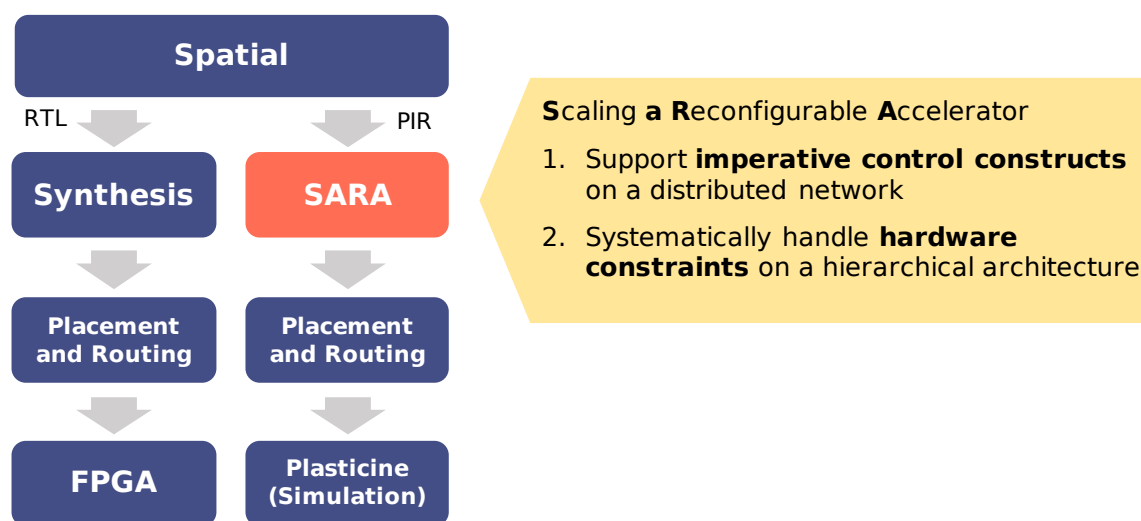 Spatial
RTL
PIR
Synthesis
SARA
Placement
and Routing
Placement
and Routing
FPGA
Plasticine
(Simulation)
Scaling a Reconfigurable Accelerator
1. Support imperative control constructs
on a distributed network
2. Systematically handle hardware
constraints on a hierarchical architecture